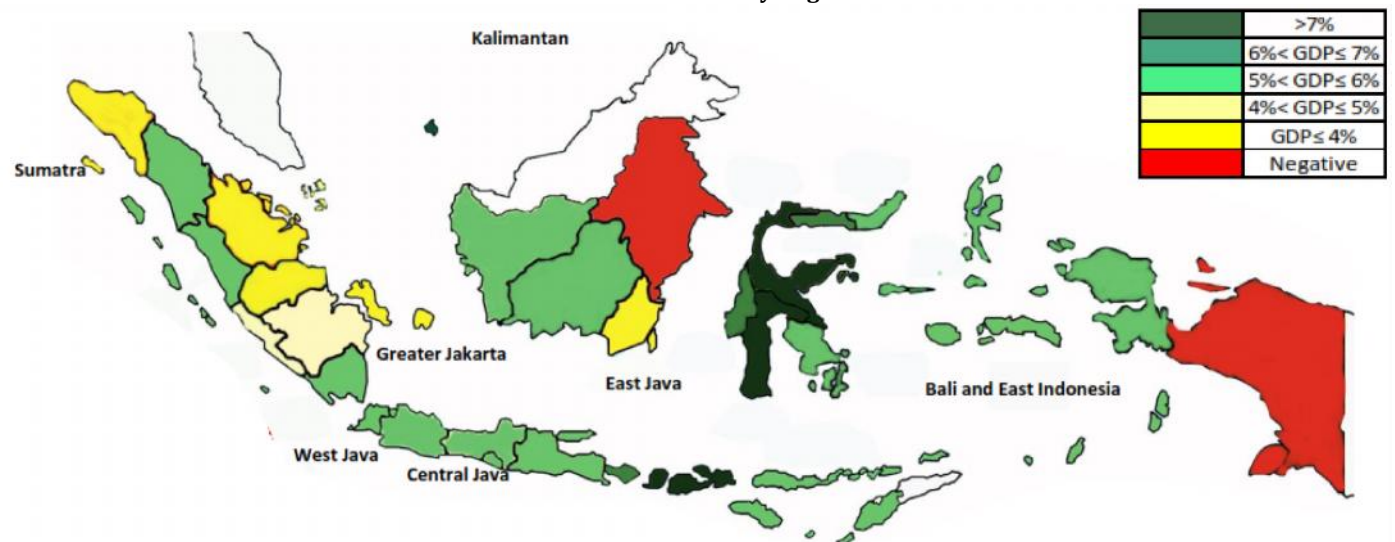 Kalimantan
>7%
6%< GDP≤ 7%
5%< GDP≤ 6%
4%< GDP≤ 5%
GDP≤ 4%
Negative
Sumatra
Greater Jakarta
East Java
Bali and East Indonesia
West Java
Central Java